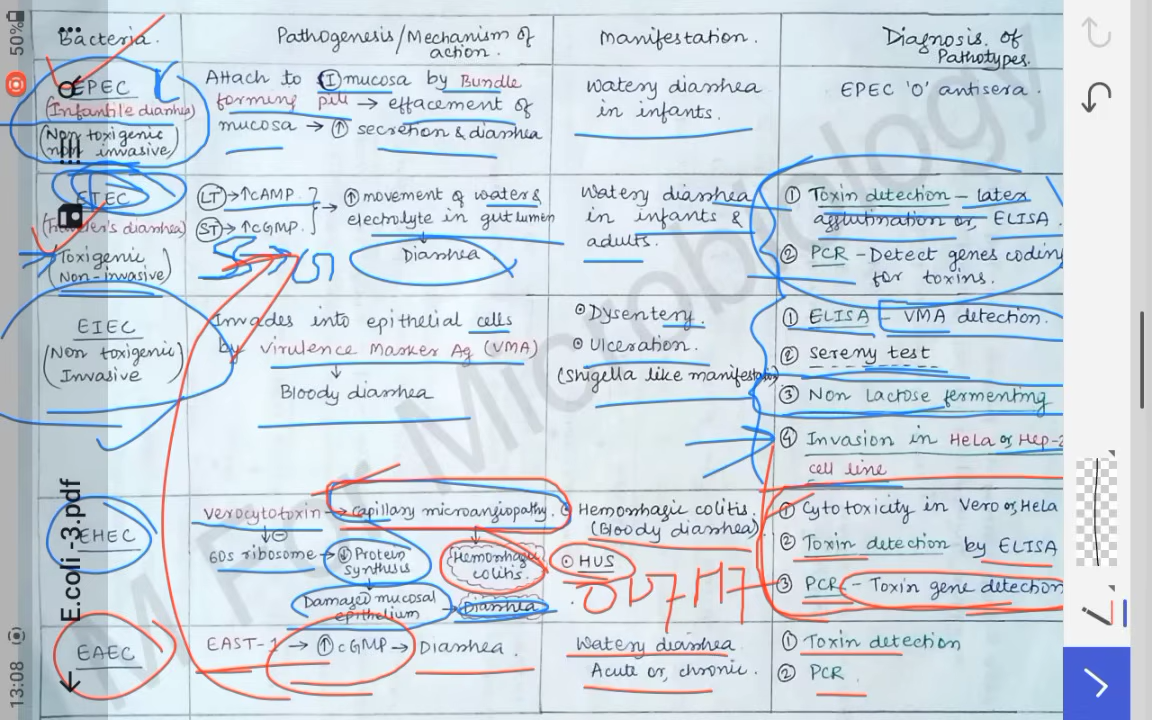 Bacteria.
Pathogenesis/Mechanism of
action.
Manifestation.
Diagnosis of
Pathotypes.
EPEC
(Infantile diarrhea)
(Non toxigenic
non invasive)
Attach to (I) mucosa by Bundle
forming pili → effacement of
mucosa → ↑ secretion & diarrhea
Watery diarrhea
in infants.
EPEC 'O' antisera.
ETEC
(Traveler's diarrhea)
(Toxigenic
Non-invasive)
LT → ↑cAMP.
ST → ↑cGMP.
→ ↑ movement of water &
electrolyte in gut lumen
↓
Diarrhea
Watery diarrhea
in infants &
adults.
① Toxin detection – latex
agglutination or, ELISA.
② PCR – Detect genes coding
for toxins.
EIEC
(Non toxigenic
Invasive)
Invades into epithelial cells
by virulence Marker Ag (VMA)
↓
Bloody diarrhea
⊙ Dysentery.
⊙ Ulceration.
(Shigella like manifestatn)
① ELISA – VMA detection.
② sereny test
③ Non Lactose fermenting
④ Invasion in HeLa or Hep-2
cell line
EHEC
verocytotoxin → capillary microangiopathy.
↓⊖
60s ribosome → ↓ Protein
synthesis
↓
Damaged mucosal
epithelium → Diarrhea
↓
Hemorrhagic
colitis.
⊙ Hemorrhagic colitis.
(Bloody diarrhea)
⊙ HUS
O157 H7
① Cytotoxicity in Vero or HeLa
② Toxin detection by ELISA
③ PCR – Toxin gene detection
EAEC
EAST-1 → ↑ cGMP → Diarrhea.
Watery diarrhea
Acute or, chronic.
① Toxin detection
② PCR.
M For Microbiology
50%
E.coli-3.pdf
13:08